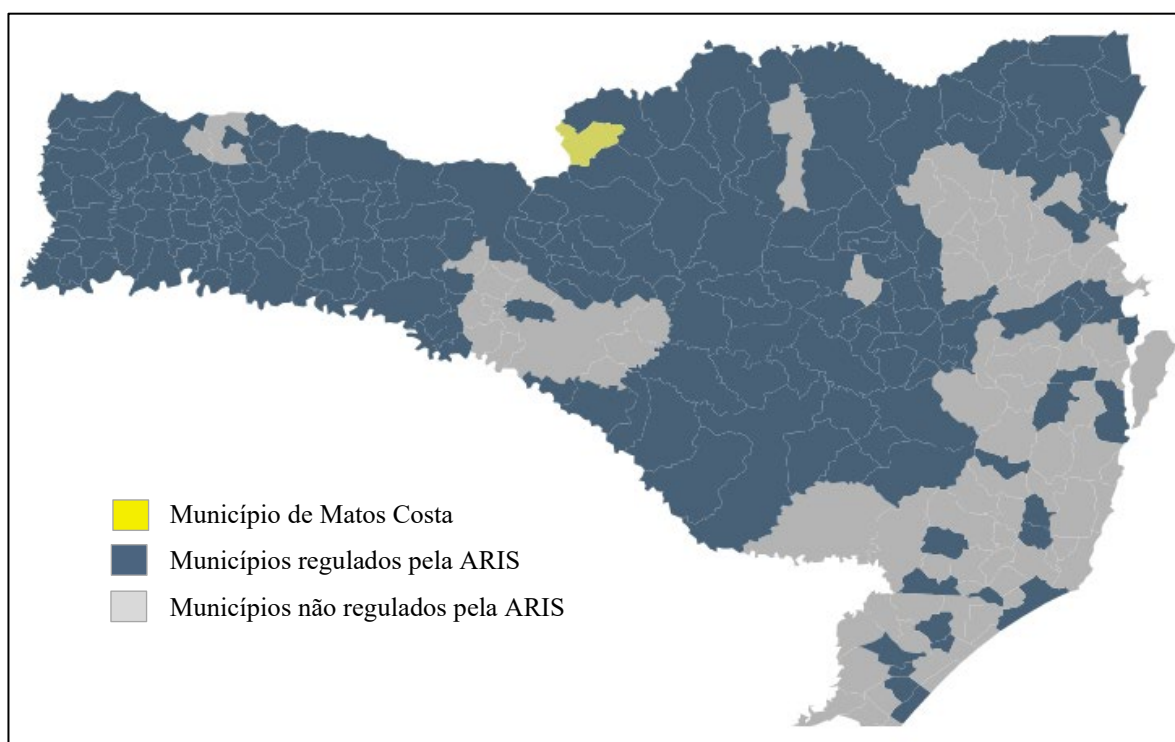 Município de Matos Costa
Municípios regulados pela ARIS
Municípios não regulados pela ARIS